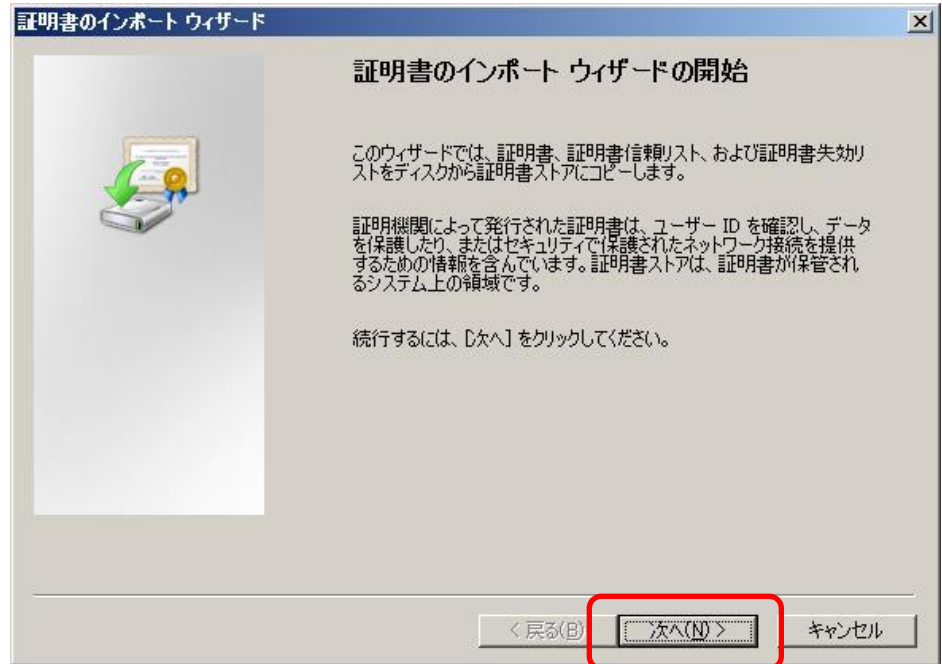 証明書のインポート ウィザード
証明書のインポート ウィザードの開始
このウィザードでは、証明書、証明書信頼リスト、および証明書失効リ
ストをディスクから証明書ストアにコピーします。
証明機関によって発行された証明書は、ユーザー ID を確認し、データ
を保護したり、またはセキュリティで保護されたネットワーク接続を提供
するための情報を含んでいます。証明書ストアは、証明書が保管され
るシステム上の領域です。
続行するには、[次へ] をクリックしてください。
< 戻る(B)
次へ(N) >
キャンセル